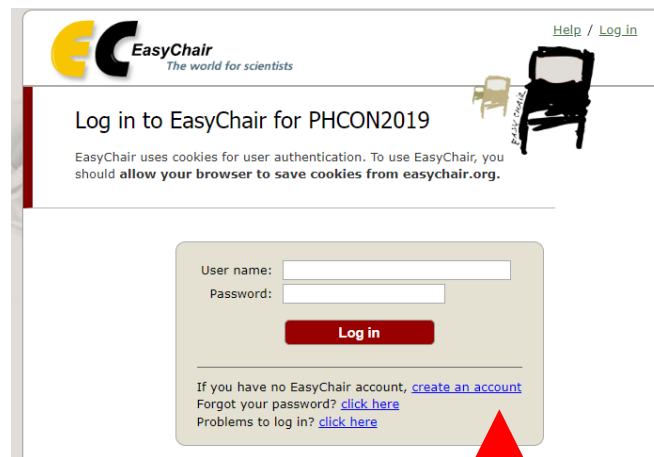 Help / Log in
EC EasyChair
The world for scientists
EASY CHAIR
Log in to EasyChair for PHCON2019
EasyChair uses cookies for user authentication. To use EasyChair, you
should allow your browser to save cookies from easychair.org.
User name:
Password:
Log in
If you have no EasyChair account, create an account
Forgot your password? click here
Problems to log in? click here